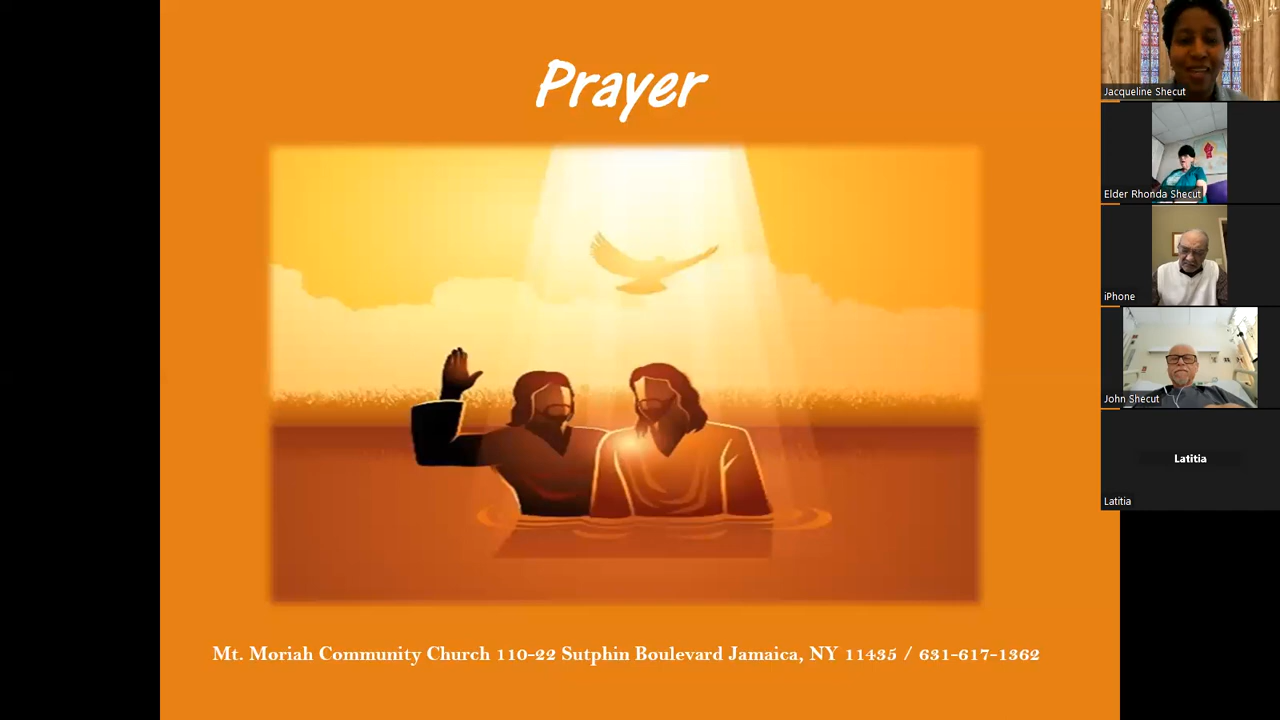 Prayer
Mt. Moriah Community Church 110-22 Sutphin Boulevard Jamaica, NY 11435 / 631-617-1362
Jacqueline Shecut
Elder Rhonda Shecut
iPhone
John Shecut
Latitia
Latitia